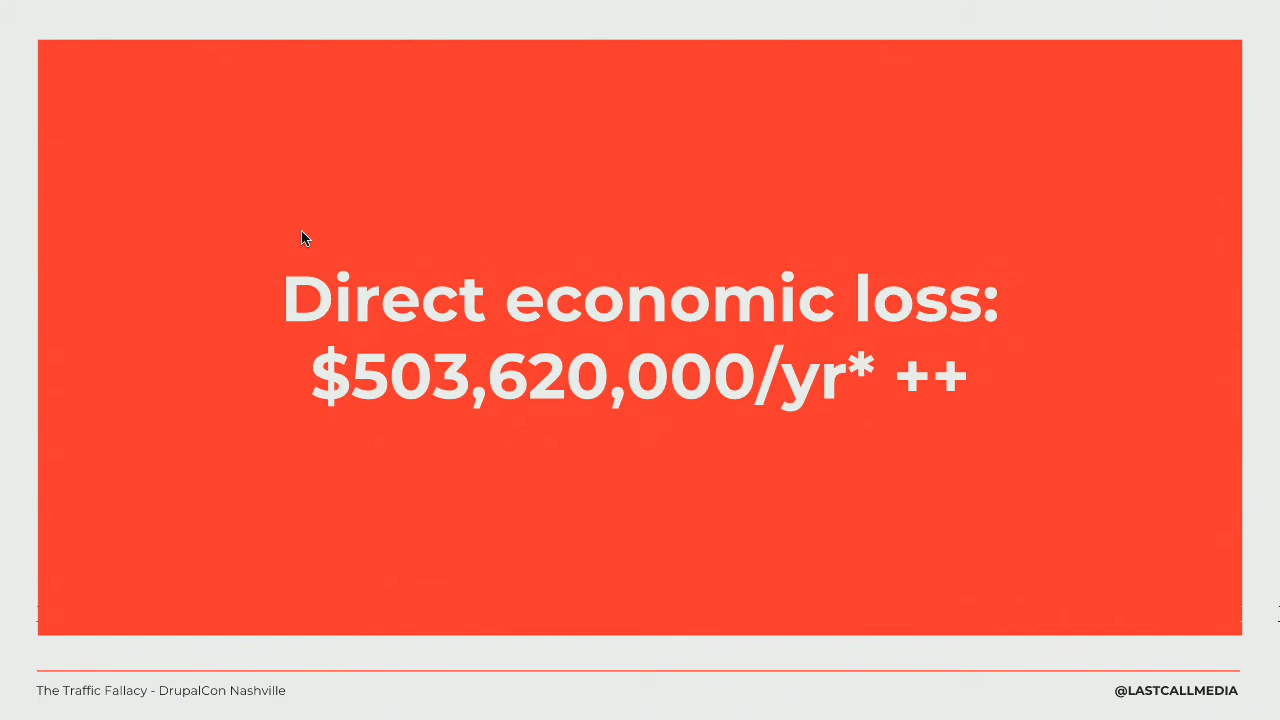 Direct economic loss:
$503,620,000/yr* ++
The Traffic Fallacy - DrupalCon Nashville
@LASTCALLMEDIA